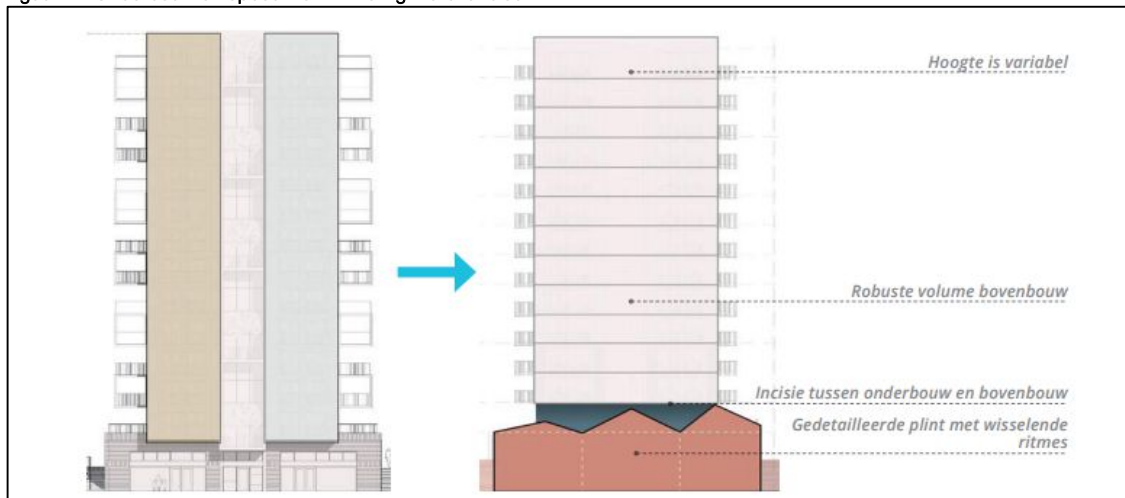 Hoogte is variabel
Robuste volume bovenbouw
Incisie tussen onderbouw en bovenbouw
Gedetailleerde plint met wisselende
ritmes